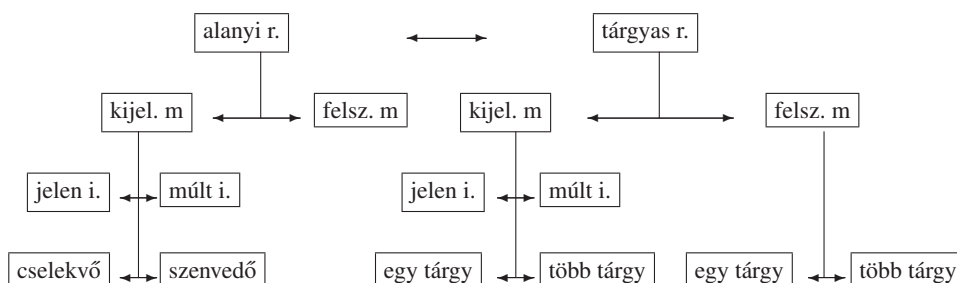 alanyi r. tárgyas r.
kijel. m felsz. m kijel. m felsz. m
jelen i. múlt i. jelen i. múlt i.
cselekvő szenvedő egy tárgy több tárgy egy tárgy több tárgy